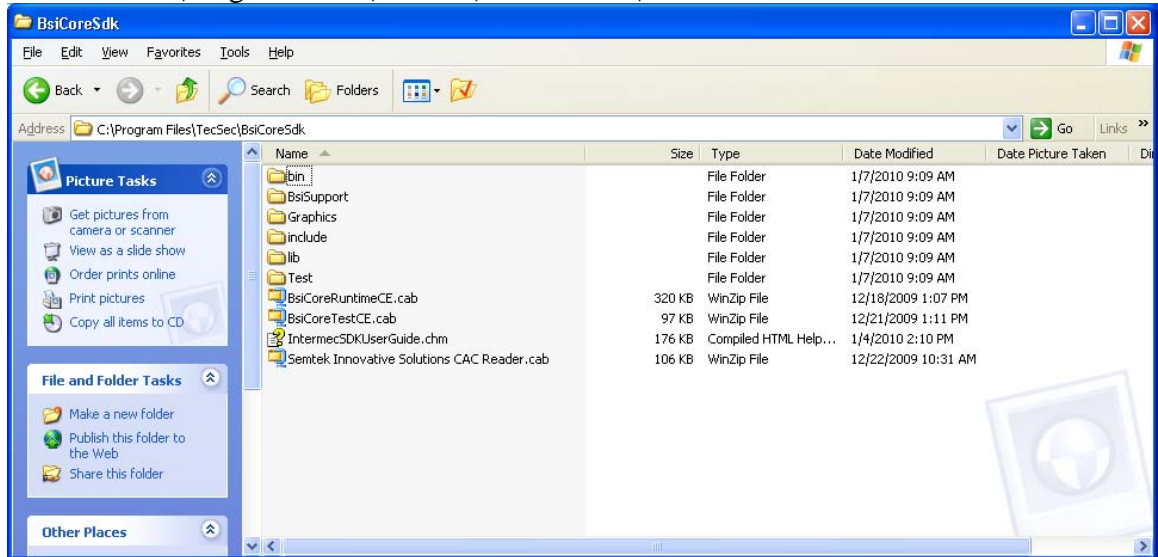 BsiCoreSdk
File Edit View Favorites Tools Help
Back Search Folders
Address C:\Program Files\TecSec\BsiCoreSdk Go Links »
Name Size Type Date Modified Date Picture Taken
bin File Folder 1/7/2010 9:09 AM
BsiSupport File Folder 1/7/2010 9:09 AM
Graphics File Folder 1/7/2010 9:09 AM
include File Folder 1/7/2010 9:09 AM
lib File Folder 1/7/2010 9:09 AM
Test File Folder 1/7/2010 9:09 AM
BsiCoreRuntimeCE.cab 320 KB WinZip File 12/18/2009 1:07 PM
BsiCoreTestCE.cab 97 KB WinZip File 12/21/2009 1:11 PM
IntermecSDKUserGuide.chm 176 KB Compiled HTML Help... 1/4/2010 2:10 PM
Semtek Innovative Solutions CAC Reader.cab 106 KB WinZip File 12/22/2009 10:31 AM
Picture Tasks
Get pictures from
camera or scanner
View as a slide show
Order prints online
Print pictures
Copy all items to CD
File and Folder Tasks
Make a new folder
Publish this folder to
the Web
Share this folder
Other Places